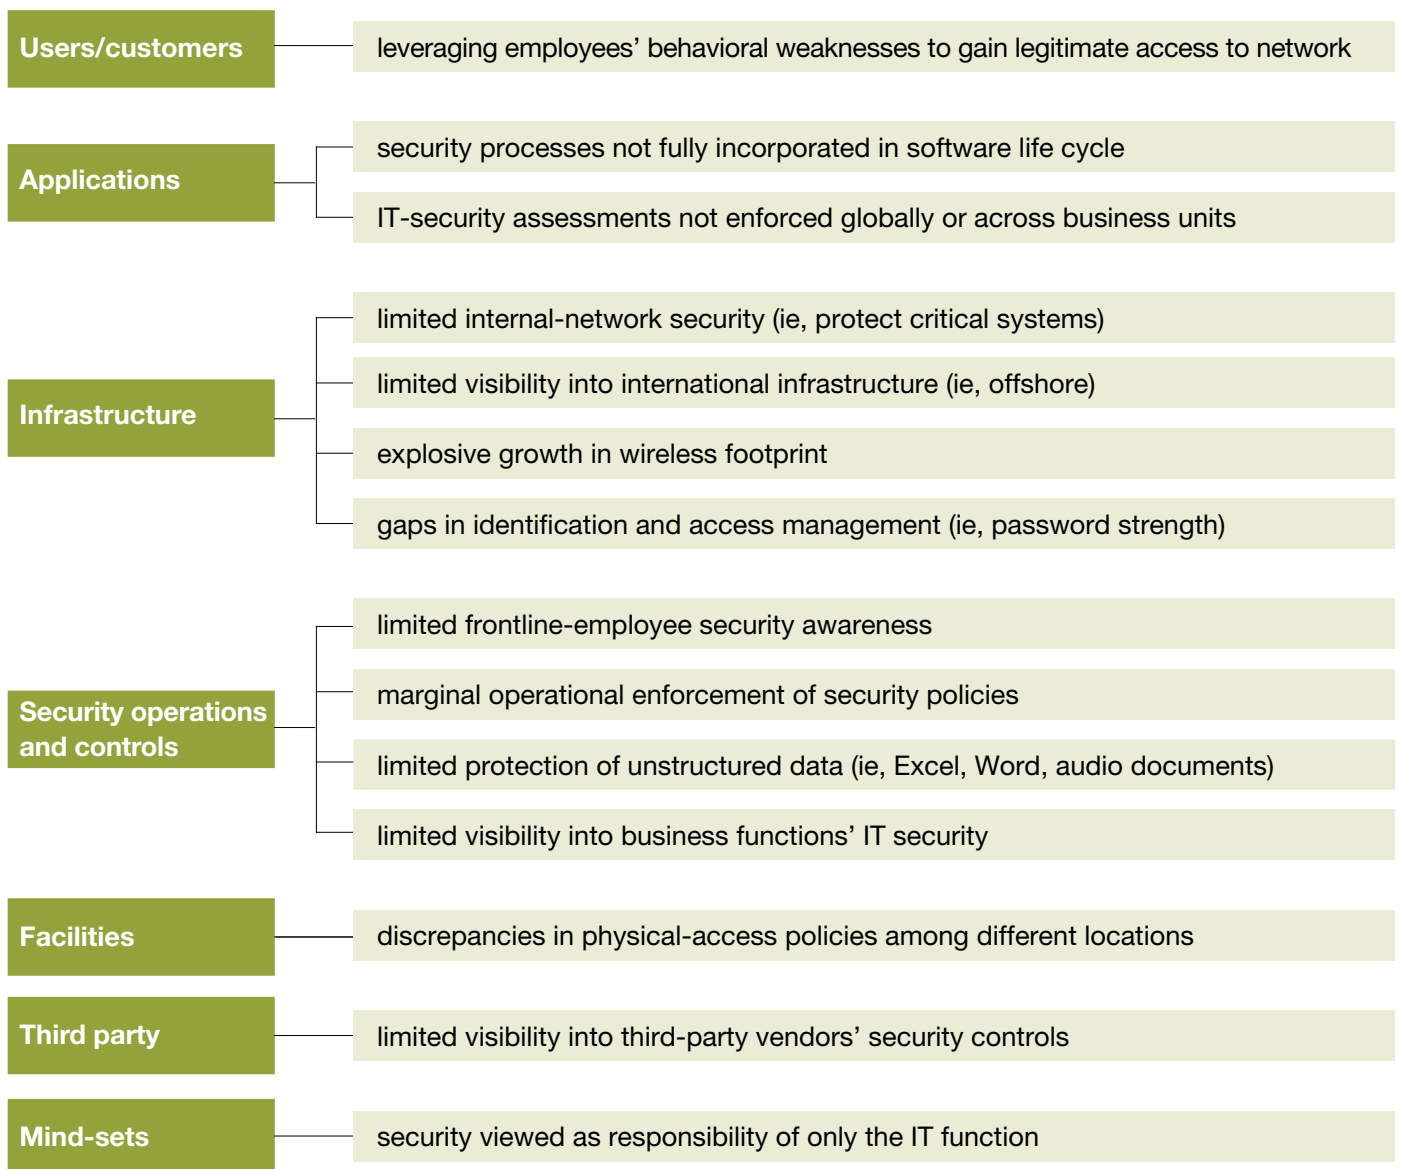 Users/customers
leveraging employees’ behavioral weaknesses to gain legitimate access to network
Applications
security processes not fully incorporated in software life cycle
IT-security assessments not enforced globally or across business units
Infrastructure
limited internal-network security (ie, protect critical systems)
limited visibility into international infrastructure (ie, offshore)
explosive growth in wireless footprint
gaps in identification and access management (ie, password strength)
Security operations
and controls
limited frontline-employee security awareness
marginal operational enforcement of security policies
limited protection of unstructured data (ie, Excel, Word, audio documents)
limited visibility into business functions’ IT security
Facilities
discrepancies in physical-access policies among different locations
Third party
limited visibility into third-party vendors’ security controls
Mind-sets
security viewed as responsibility of only the IT function